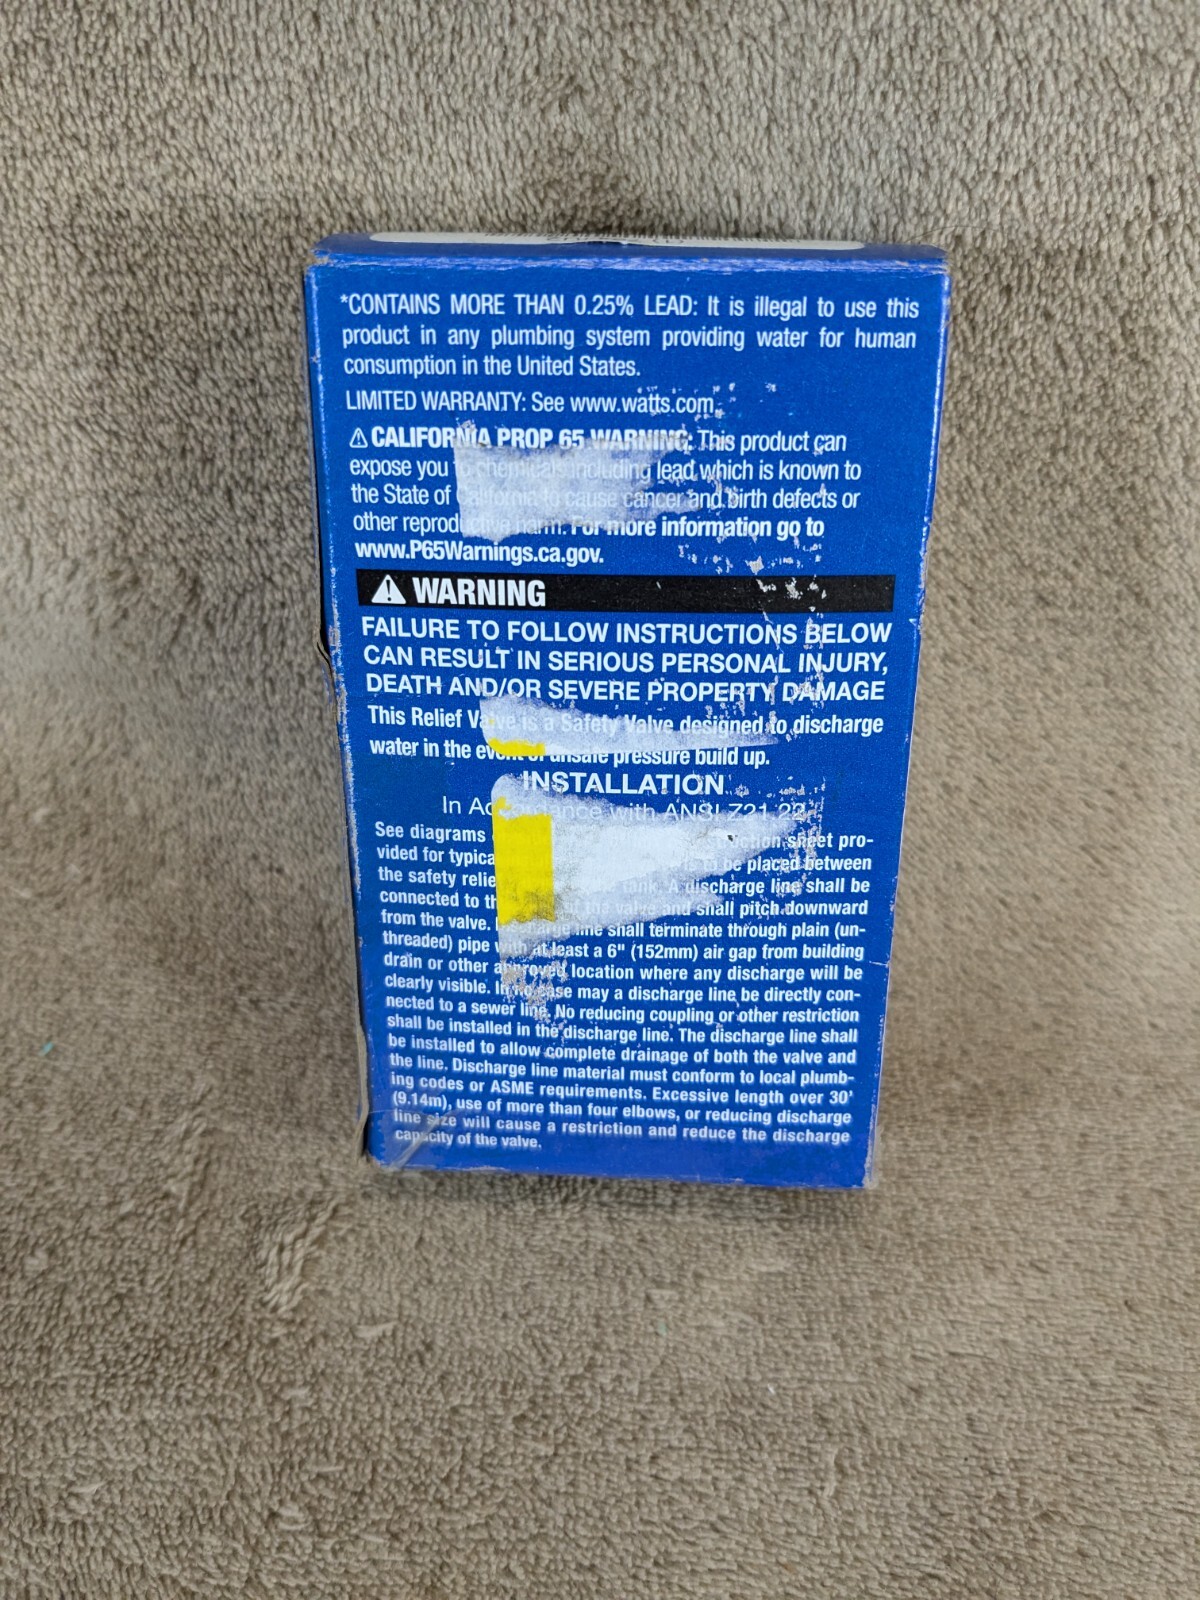 *CONTAINS MORE THAN 0.25% LEAD: It is illegal to use this
product in any plumbing system providing water for human
consumption in the United States.
LIMITED WARRANTY: See www.watts.com.
⚠ CALIFORNIA PROP 65 WARNING: This product can
expose you to chemicals including lead which is known to
the State of California to cause cancer and birth defects or
other reproductive harm. For more information go to
www.P65Warnings.ca.gov.
⚠ WARNING
FAILURE TO FOLLOW INSTRUCTIONS BELOW
CAN RESULT IN SERIOUS PERSONAL INJURY,
DEATH AND/OR SEVERE PROPERTY DAMAGE
This Relief Valve is a Safety Valve designed to discharge
water in the event of unsafe pressure build up.
INSTALLATION
In Accordance with ANSI Z21.22
See diagrams sheet pro-
vided for typica to be placed between
the safety relie tank. A discharge line shall be
connected to th of the valve and shall pitch downward
from the valve. Discharge line shall terminate through plain (un-
threaded) pipe with at least a 6" (152mm) air gap from building
drain or other approved location where any discharge will be
clearly visible. In no case may a discharge line be directly con-
nected to a sewer line. No reducing coupling or other restriction
shall be installed in the discharge line. The discharge line shall
be installed to allow complete drainage of both the valve and
the line. Discharge line material must conform to local plumb-
ing codes or ASME requirements. Excessive length over 30'
(9.14m), use of more than four elbows, or reducing discharge
line size will cause a restriction and reduce the discharge
capacity of the valve.